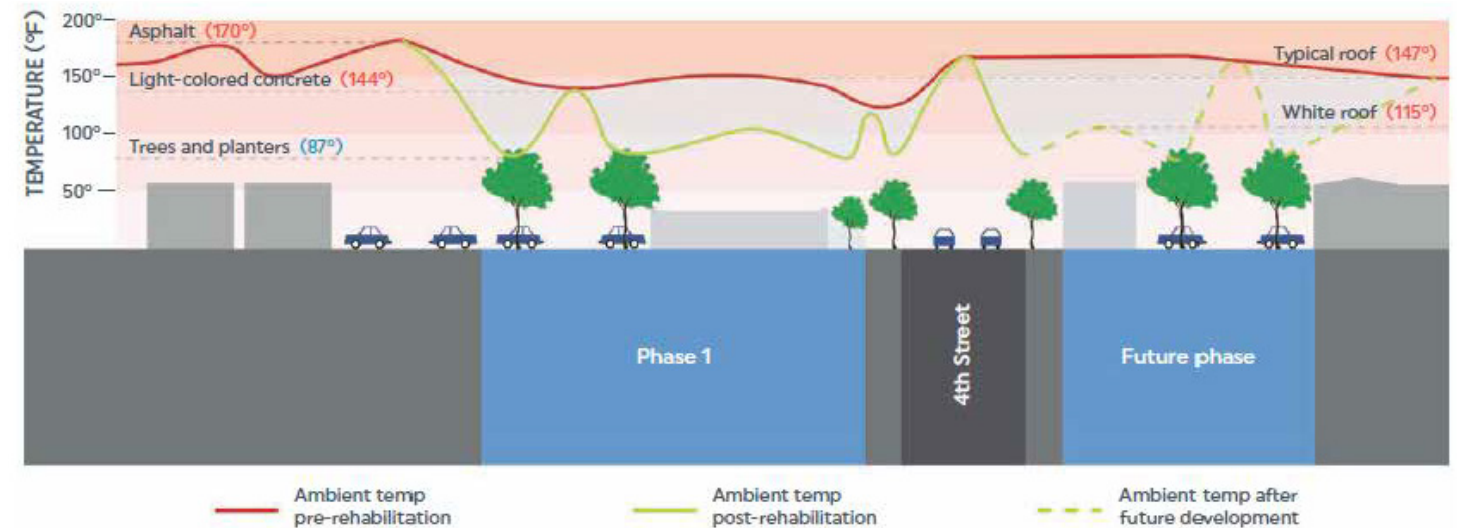 TEMPERATURE (°F)
200°
150°
100°
50°
Asphalt (170°)
Light-colored concrete (144°)
Trees and planters (87°)
Typical roof (147°)
White roof (115°)
Phase 1
4th Street
Future phase
Ambient temp
pre-rehabilitation
Ambient temp
post-rehabilitation
Ambient temp after
future development